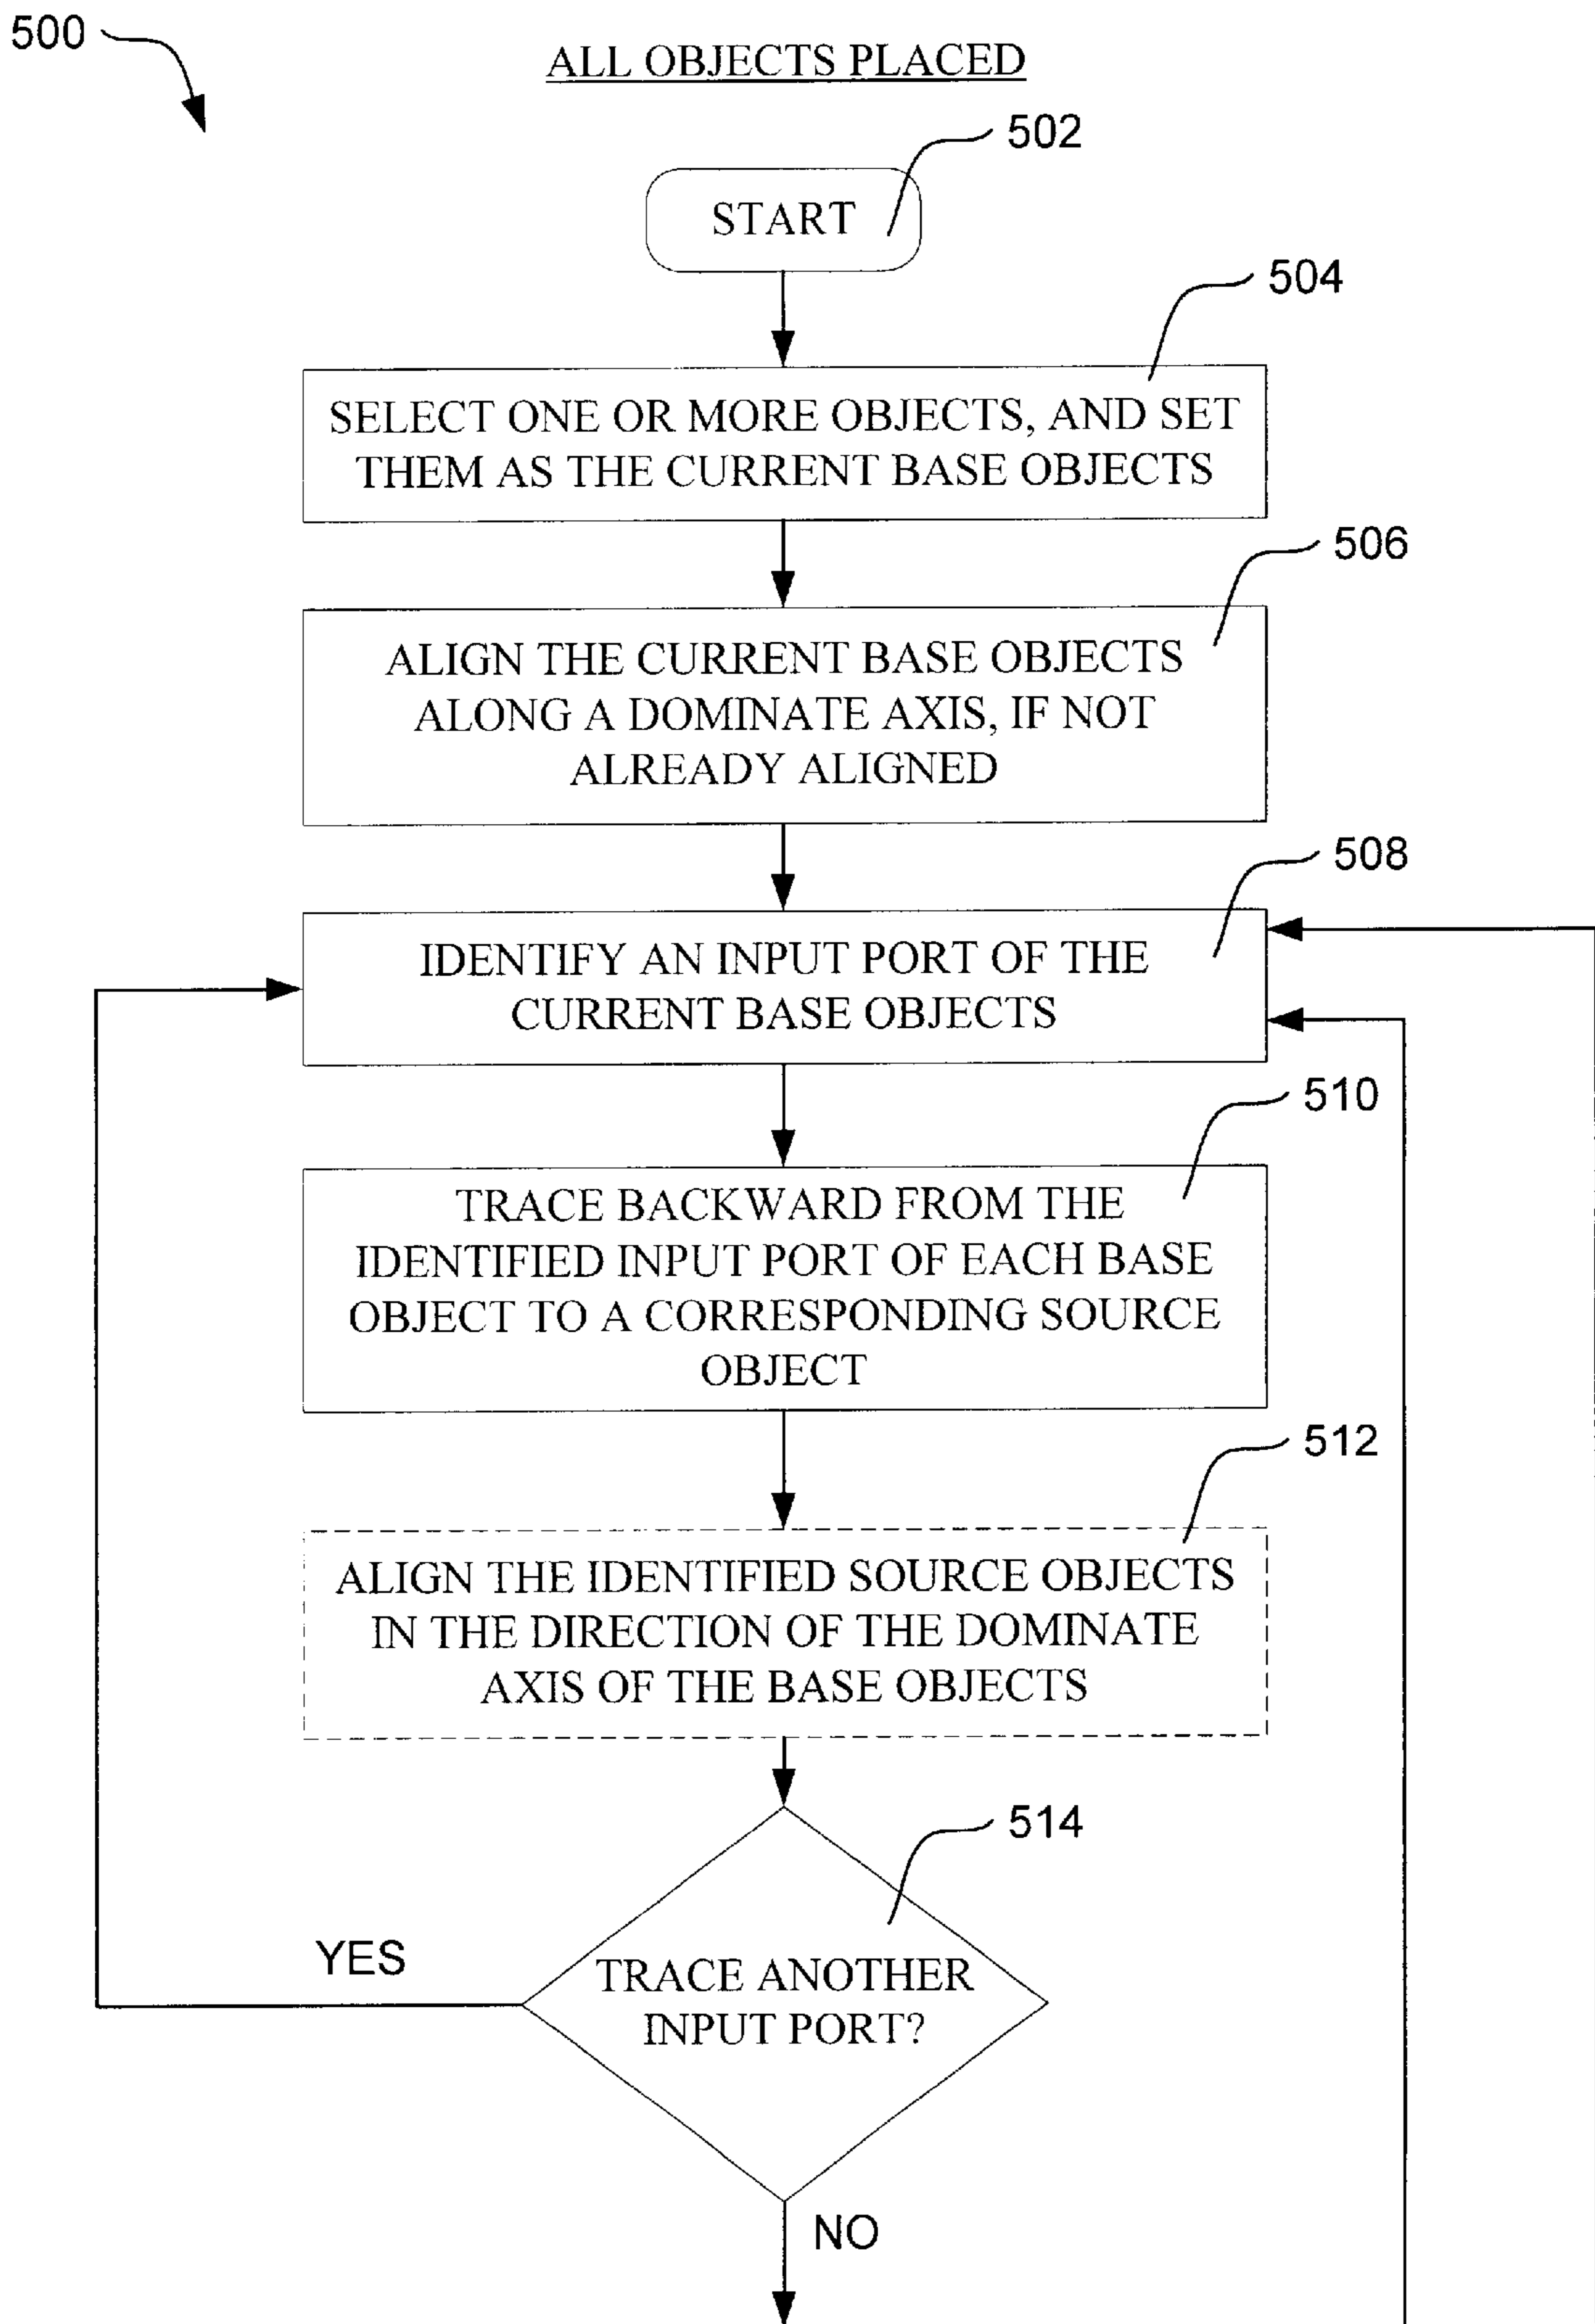 500
ALL OBJECTS PLACED
502
START
504
SELECT ONE OR MORE OBJECTS, AND SET
THEM AS THE CURRENT BASE OBJECTS
506
ALIGN THE CURRENT BASE OBJECTS
ALONG A DOMINATE AXIS, IF NOT
ALREADY ALIGNED
508
IDENTIFY AN INPUT PORT OF THE
CURRENT BASE OBJECTS
510
TRACE BACKWARD FROM THE
IDENTIFIED INPUT PORT OF EACH BASE
OBJECT TO A CORRESPONDING SOURCE
OBJECT
512
ALIGN THE IDENTIFIED SOURCE OBJECTS
IN THE DIRECTION OF THE DOMINATE
AXIS OF THE BASE OBJECTS
514
YES
TRACE ANOTHER
INPUT PORT?
NO